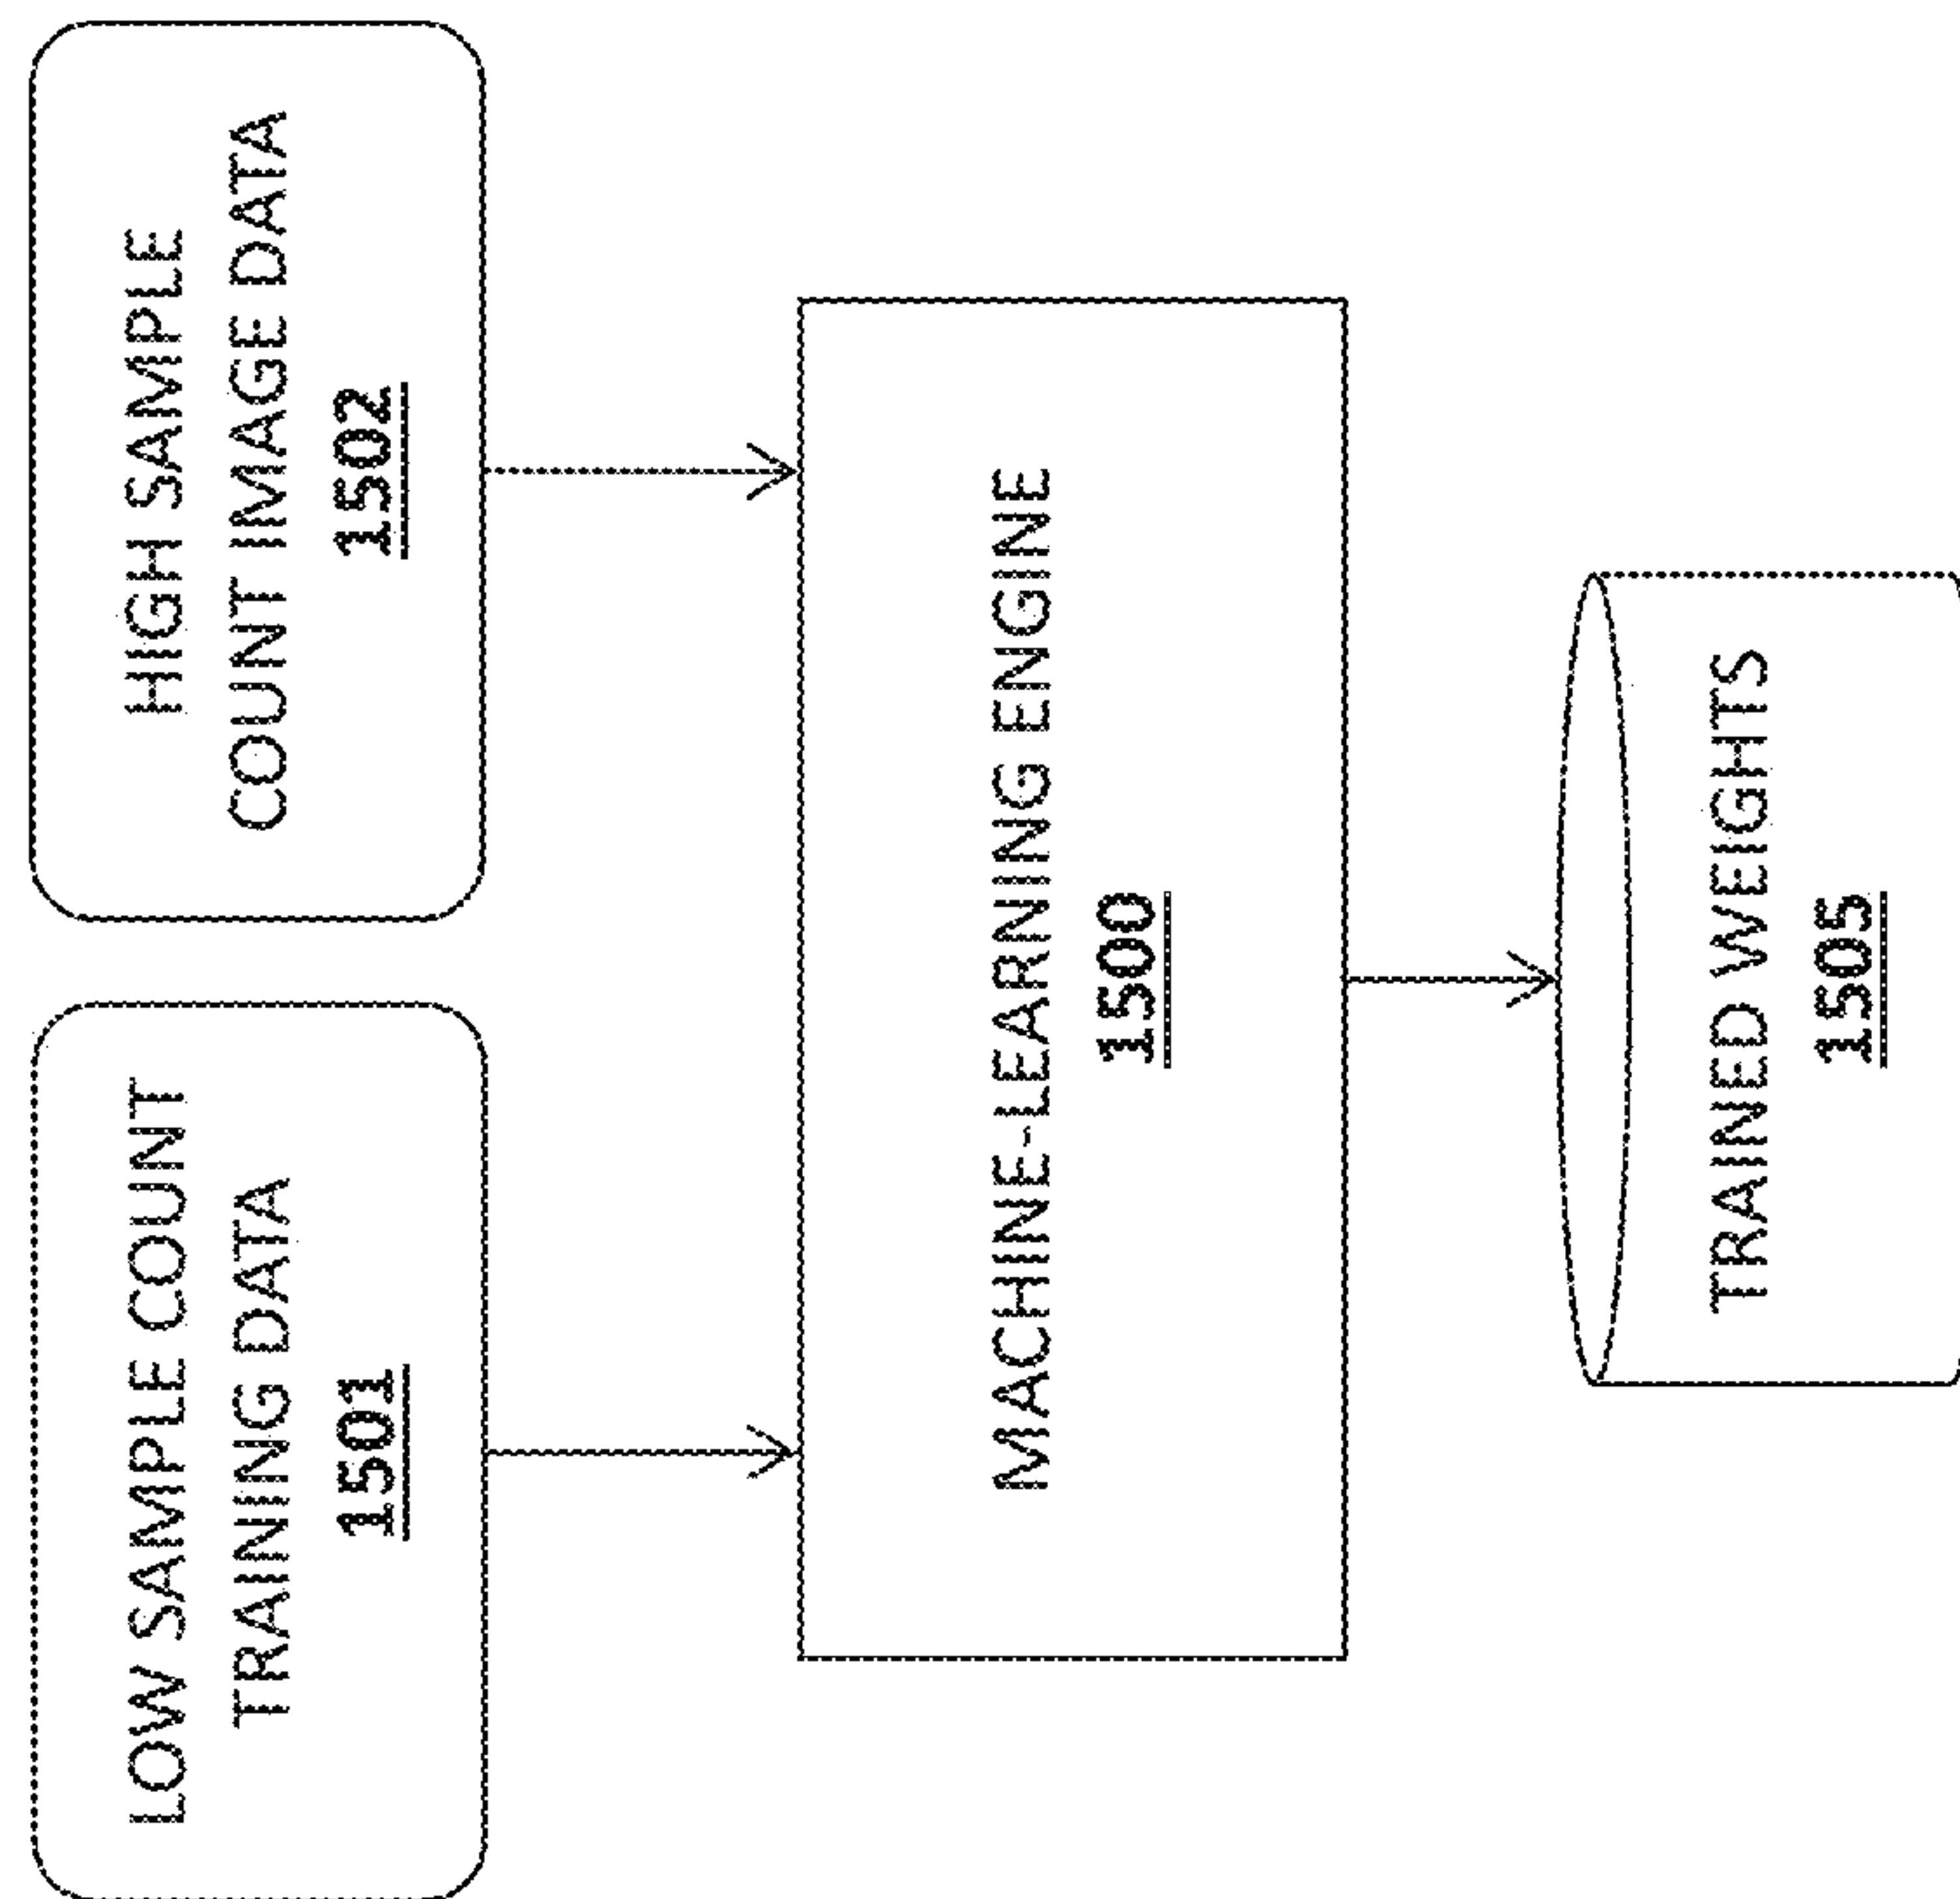 LOW SAMPLE COUNT
TRAINING DATA
1501
HIGH SAMPLE
COUNT IMAGE DATA
1502
MACHINE-LEARNING ENGINE
1500
TRAINED WEIGHTS
1505